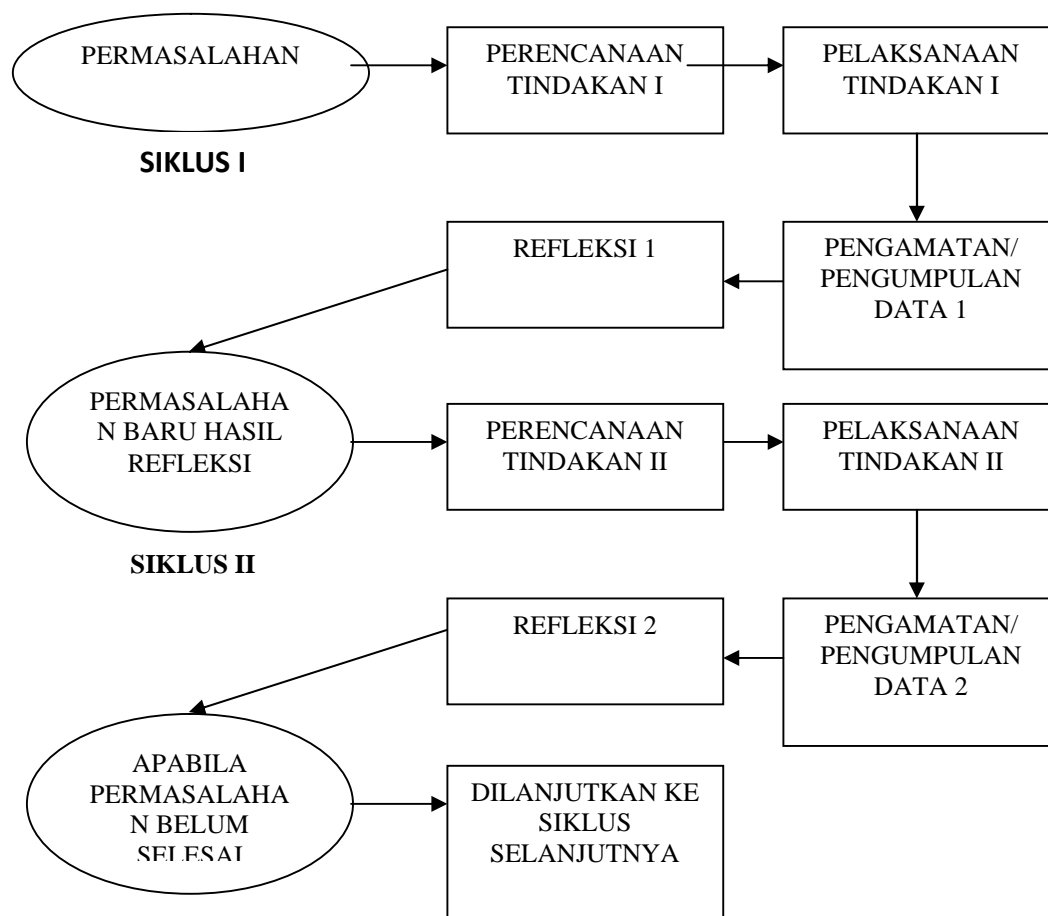 PERMASALAHAN
PERENCANAAN
TINDAKAN I
PELAKSANAAN
TINDAKAN I
SIKLUS I
REFLEKSI 1
PENGAMATAN/
PENGUMPULAN
DATA 1
PERMASALAHA
N BARU HASIL
REFLEKSI
PERENCANAAN
TINDAKAN II
PELAKSANAAN
TINDAKAN II
SIKLUS II
REFLEKSI 2
PENGAMATAN/
PENGUMPULAN
DATA 2
APABILA
PERMASALAHA
N BELUM
SELESAI
DILANJUTKAN KE
SIKLUS
SELANJUTNYA